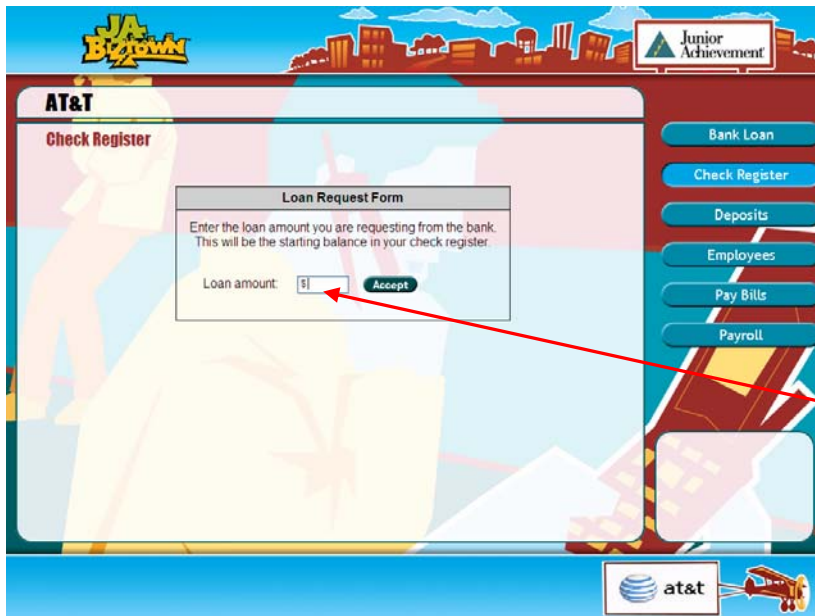 JA
BizTown
Junior
Achievement
AT&T
Check Register
Loan Request Form
Enter the loan amount you are requesting from the bank.
This will be the starting balance in your check register.
Loan amount: $ Accept
Bank Loan
Check Register
Deposits
Employees
Pay Bills
Payroll
at&t